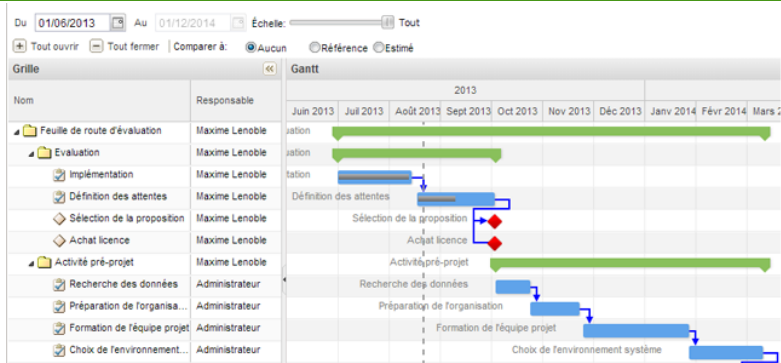 Du 01/06/2013 Au 01/12/2014 Échelle: Tout
Tout ouvrir Tout fermer Comparer à: Aucun Référence Estimé
Grille Gantt
2013
Nom Responsable
Juin 2013 Juil 2013 Août 2013 Sept 2013 Oct 2013 Nov 2013 Déc 2013 Janv 2014 Févr 2014 Mars 2
Feuille de route d'évaluation Maxime Lenoble uation
Evaluation Maxime Lenoble uation
Implémentation Maxime Lenoble tation
Définition des attentes Maxime Lenoble Définition des attentes
Sélection de la proposition Maxime Lenoble Sélection de la proposition
Achat licence Maxime Lenoble Achat licence
Activité pré-projet Maxime Lenoble Activité pré-projet
Recherche des données Administrateur Recherche des données
Préparation de l'organisa... Administrateur Préparation de l'organisation
Formation de l'équipe projet Administrateur Formation de l'équipe projet
Choix de l'environnement... Administrateur Choix de l'environnement système